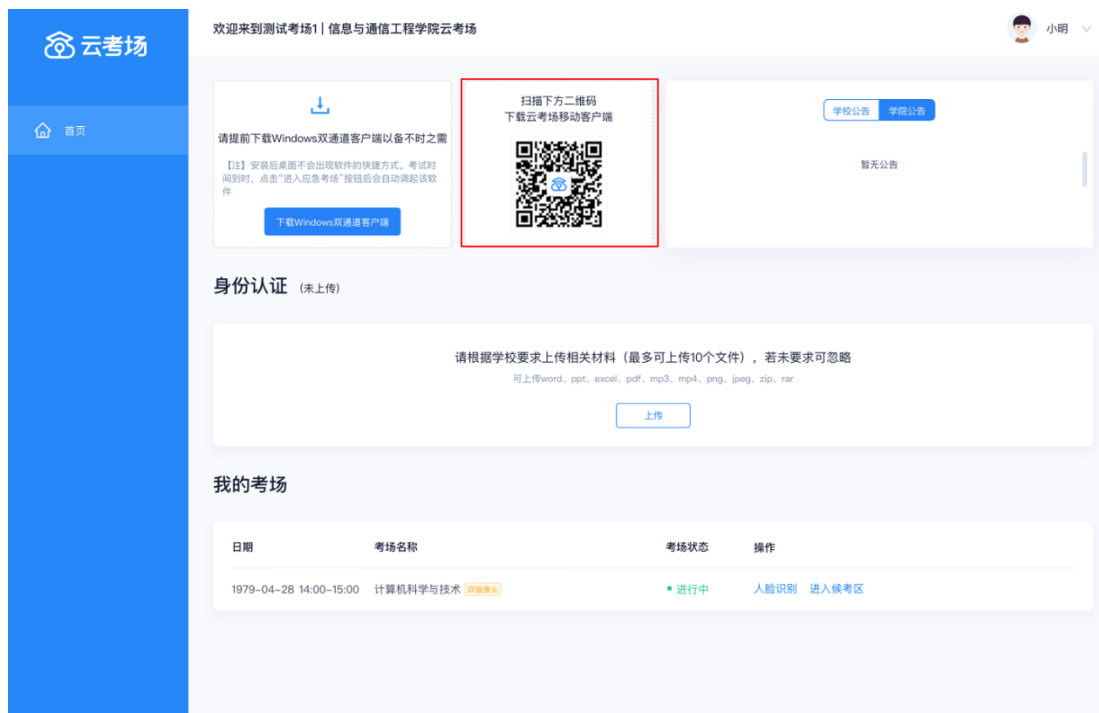 云考场
欢迎来到测试考场1 | 信息与通信工程学院云考场
小明
首页
请提前下载Windows双通道客户端以备不时之需
【注】安装后桌面不会出现软件的快捷方式。考试时
间到时，点击“进入应急考场”按钮后会自动调起该软
件
下载Windows双通道客户端
扫描下方二维码
下载云考场移动客户端
学校公告 学院公告
暂无公告
身份认证 (未上传)
请根据学校要求上传相关材料（最多可上传10个文件），若未要求可忽略
可上传word、ppt、excel、pdf、mp3、mp4、png、jpeg、zip、rar
上传
我的考场
日期 考场名称 考场状态 操作
1979-04-28 14:00-15:00 计算机科学与技术 双摄像头 进行中 人脸识别 进入候考区